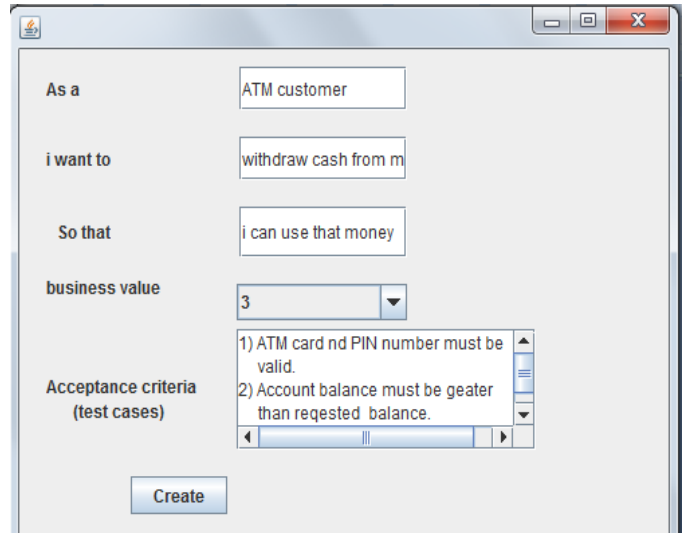 As a
ATM customer
i want to
withdraw cash from m
So that
i can use that money
business value
3
Acceptance criteria
(test cases)
1) ATM card nd PIN number must be
valid.
2) Account balance must be geater
than reqested balance.
Create